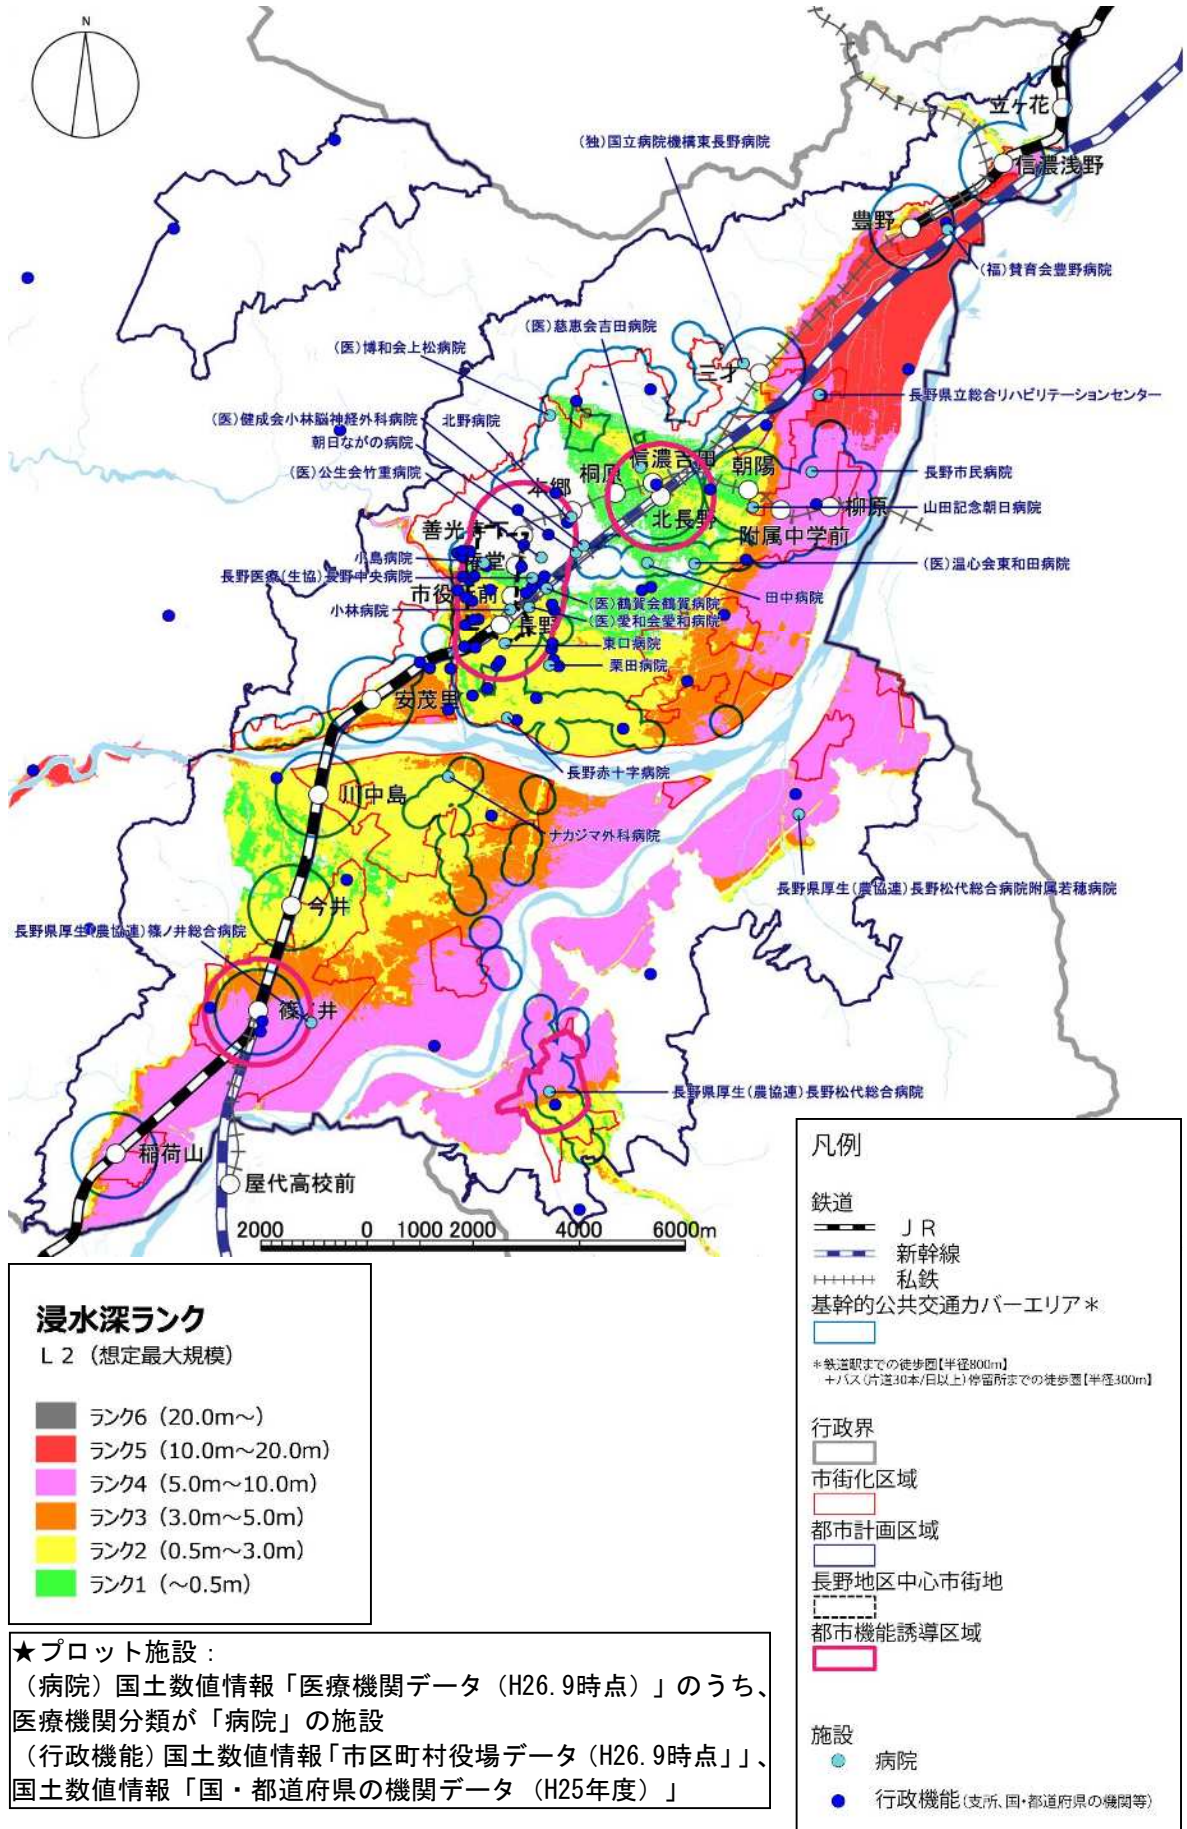 N
立ヶ花
(独)国立病院機構東長野病院
信濃浅野
豊野
(福)賛育会豊野病院
(医)慈恵会吉田病院
(医)博和会上松病院
三才
長野県立総合リハビリテーションセンター
(医)健成会小林脳神経外科病院
北野病院
朝日ながの病院
(医)公生会竹重病院
信濃吉田
朝陽
桐原
長野市民病院
本郷
山田記念朝日病院
柳原
北長野
善光寺下
附属中学前
小島病院
権堂
(医)温心会東和田病院
長野医療(生協)長野中央病院
田中病院
市役所前
(医)鶴賀会鶴賀病院
小林病院
(医)愛和会愛和病院
長野
東口病院
栗田病院
安茂里
長野赤十字病院
川中島
ナカジマ外科病院
長野県厚生(農協連)長野松代総合病院附属若穂病院
今井
長野県厚生(農協連)篠ノ井総合病院
篠ノ井
長野県厚生(農協連)長野松代総合病院
稲荷山
屋代高校前
2000 0 1000 2000 4000 6000m
浸水深ランク
L2(想定最大規模)
ランク6(20.0m～)
ランク5(10.0m～20.0m)
ランク4(5.0m～10.0m)
ランク3(3.0m～5.0m)
ランク2(0.5m～3.0m)
ランク1(～0.5m)
★プロット施設：
(病院)国土数値情報「医療機関データ(H26.9時点)」のうち、
医療機関分類が「病院」の施設
(行政機能)国土数値情報「市区町村役場データ(H26.9時点」」、
国土数値情報「国・都道府県の機関データ(H25年度)」
凡例
鉄道
ＪＲ
新幹線
私鉄
基幹的公共交通カバーエリア＊
＊鉄道駅までの徒歩圏【半径800m】
＋バス(片道30本/日以上)停留所までの徒歩圏【半径300m】
行政界
市街化区域
都市計画区域
長野地区中心市街地
都市機能誘導区域
施設
病院
行政機能(支所、国・都道府県の機関等)